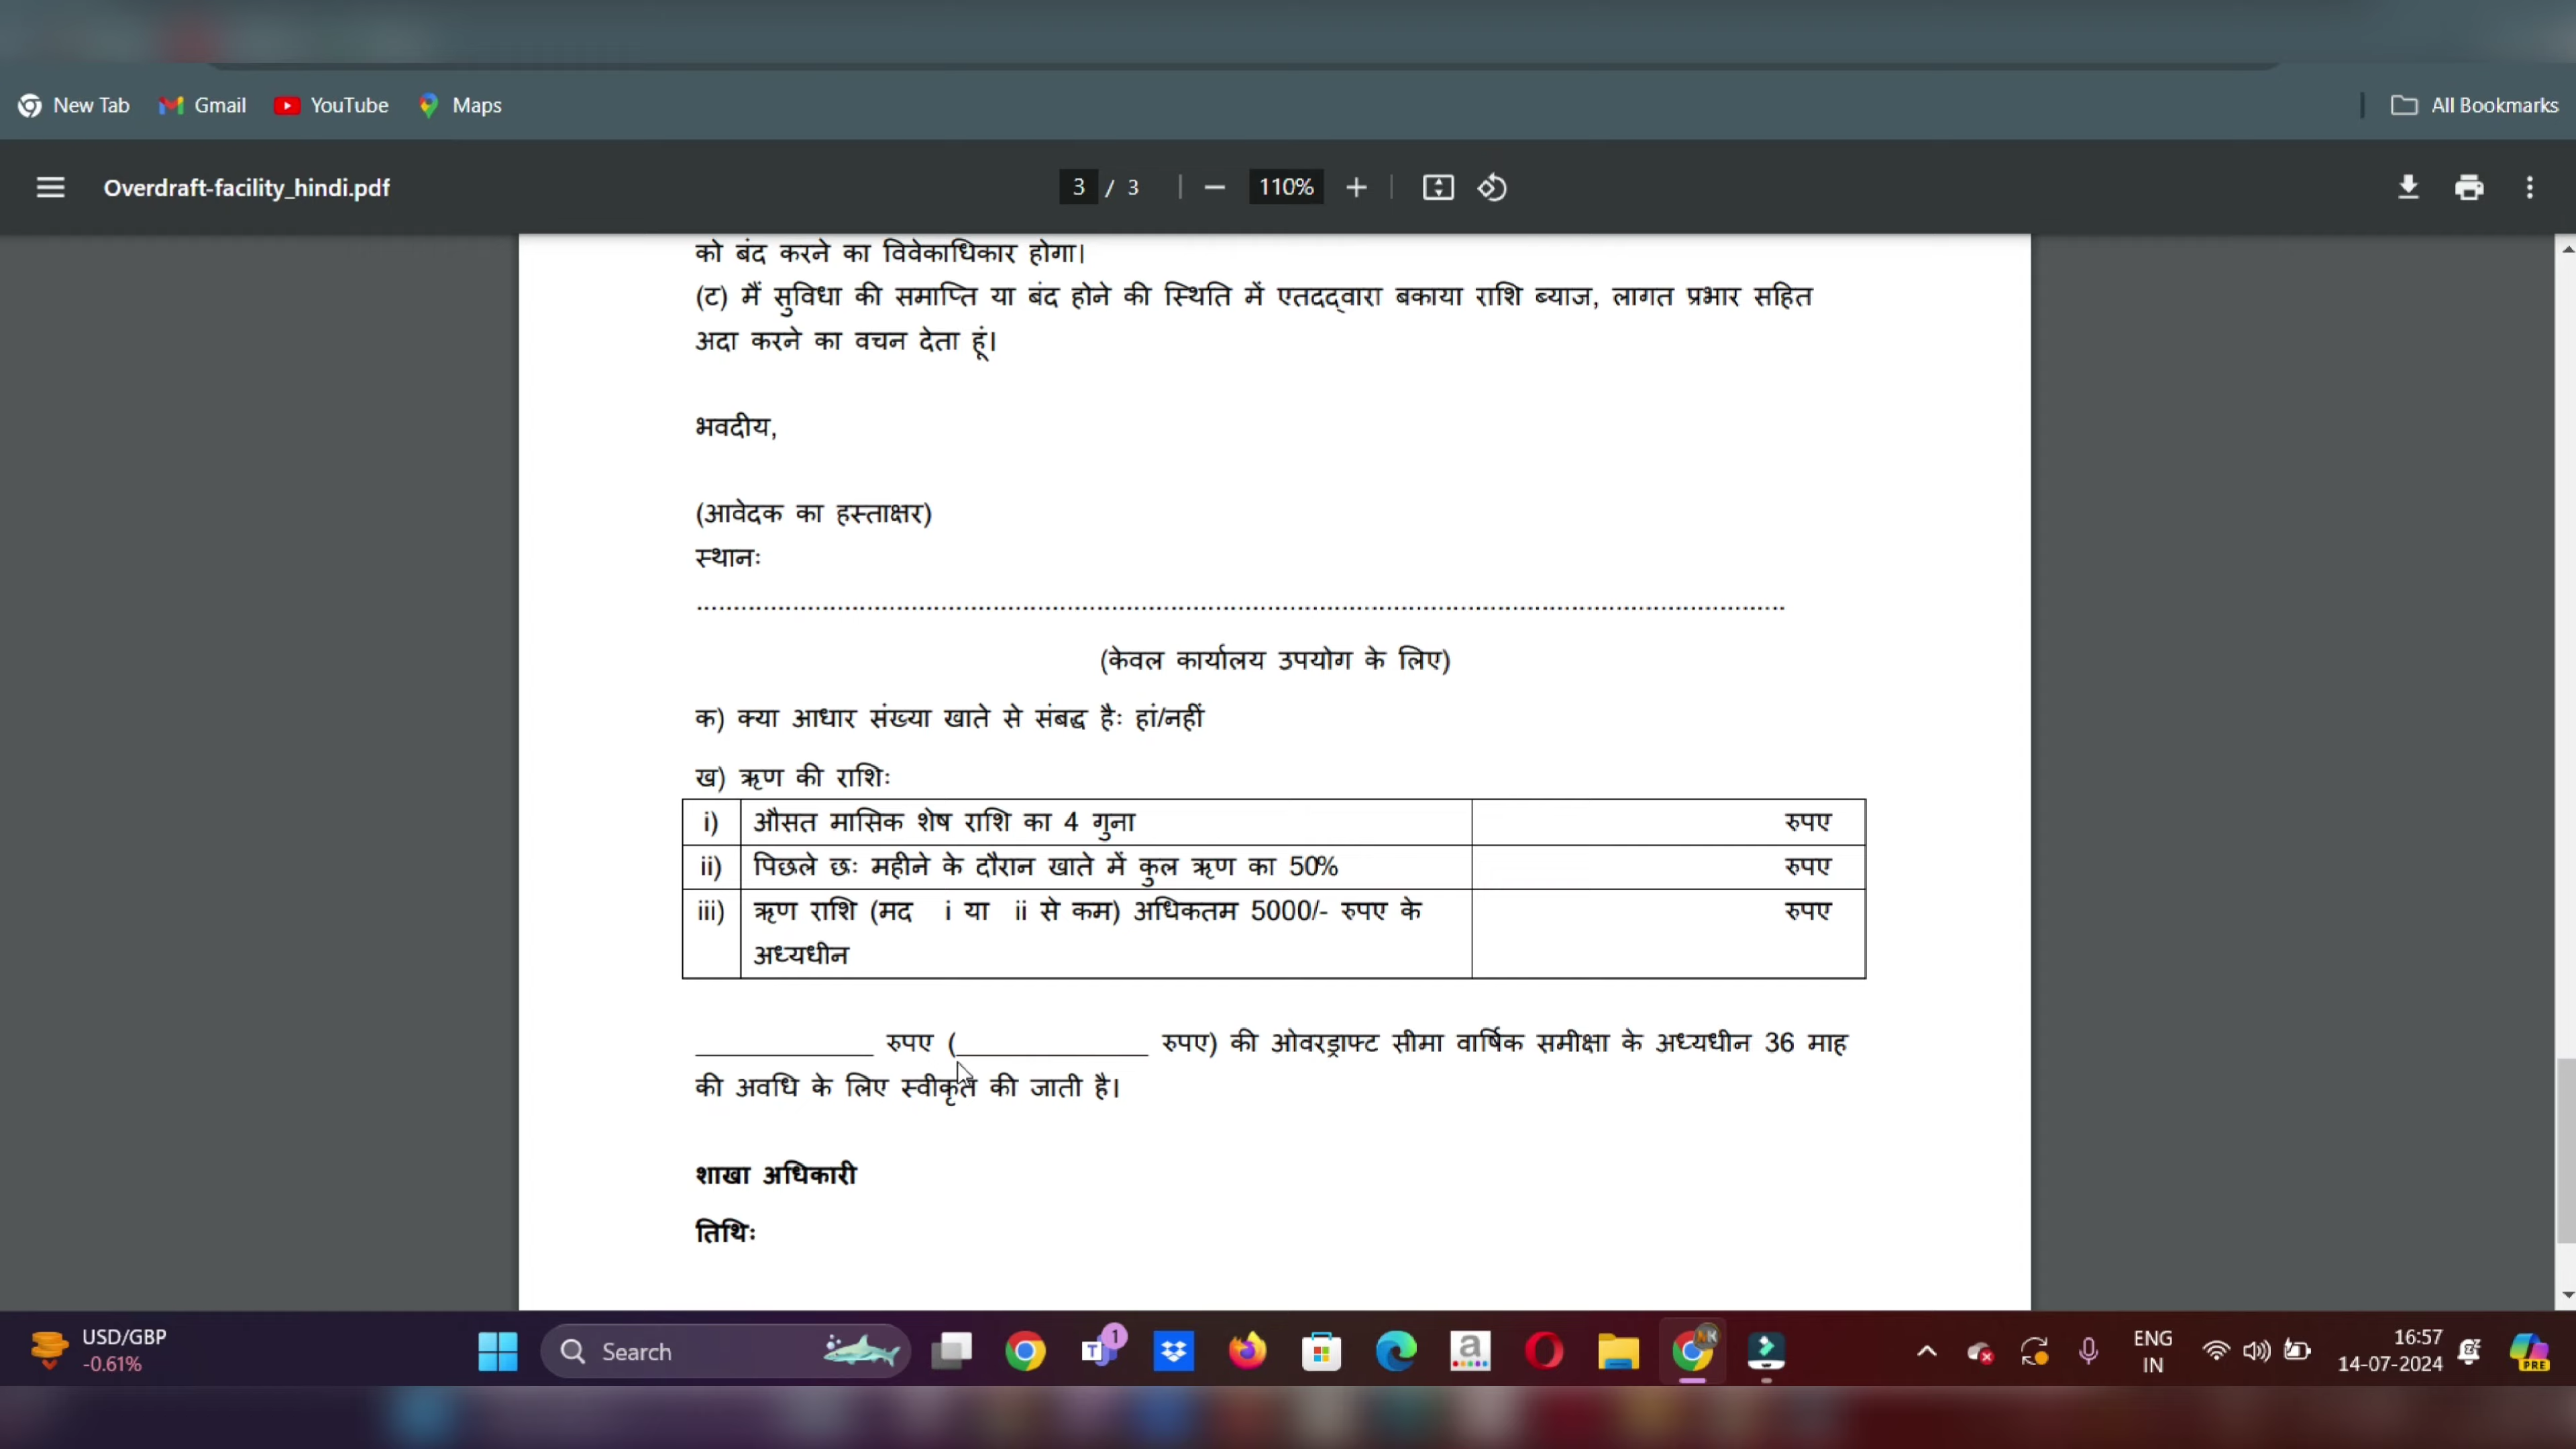 New Tab Gmail YouTube Maps All Bookmarks
Overdraft-facility_hindi.pdf 3 / 3 110%
को बंद करने का विवेकाधिकार होगा।
(ट) मैं सुविधा की समाप्ति या बंद होने की स्थिति में एतदद्वारा बकाया राशि ब्याज, लागत प्रभार सहित
अदा करने का वचन देता हूं।
भवदीय,
(आवेदक का हस्ताक्षर)
स्थानः
(केवल कार्यालय उपयोग के लिए)
क) क्या आधार संख्या खाते से संबद्ध हैः हां/नहीं
ख) ऋण की राशिः
i) औसत मासिक शेष राशि का 4 गुना रुपए
ii) पिछले छः महीने के दौरान खाते में कुल ऋण का 50% रुपए
iii) ऋण राशि (मद i या ii से कम) अधिकतम 5000/- रुपए के रुपए
अध्यधीन
____________ रुपए (_____________ रुपए) की ओवरड्राफ्ट सीमा वार्षिक समीक्षा के अध्यधीन 36 माह
की अवधि के लिए स्वीकृत की जाती है।
शाखा अधिकारी
तिथिः
USD/GBP
-0.61%
Search
1
ENG
IN
16:57
14-07-2024
PRE